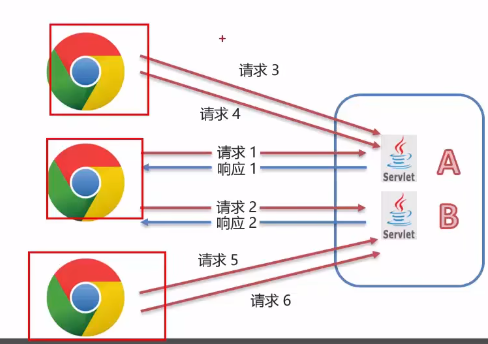 请求 3
请求 4
请求 1
响应 1
Servlet
A
请求 2
响应 2
Servlet
B
请求 5
请求 6